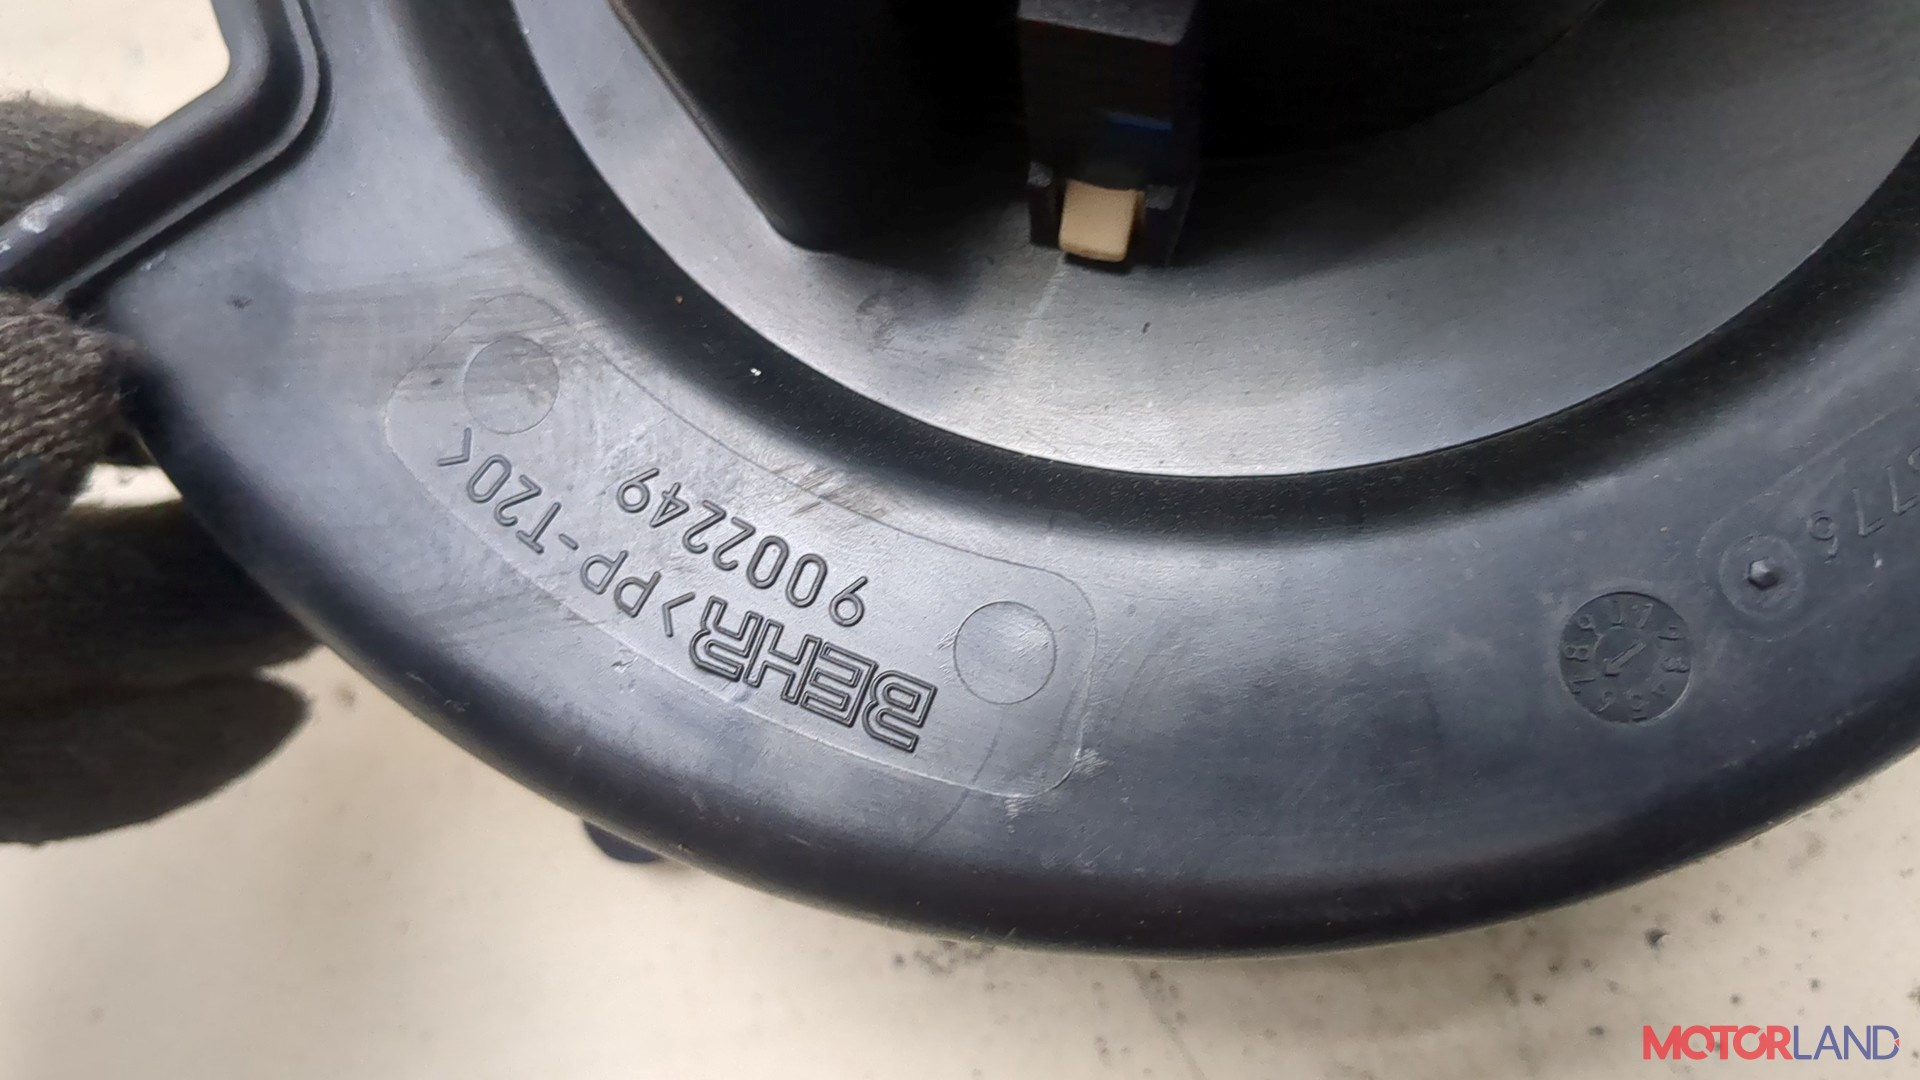 BEHR >PP-T20<
9002249
MOTORLAND